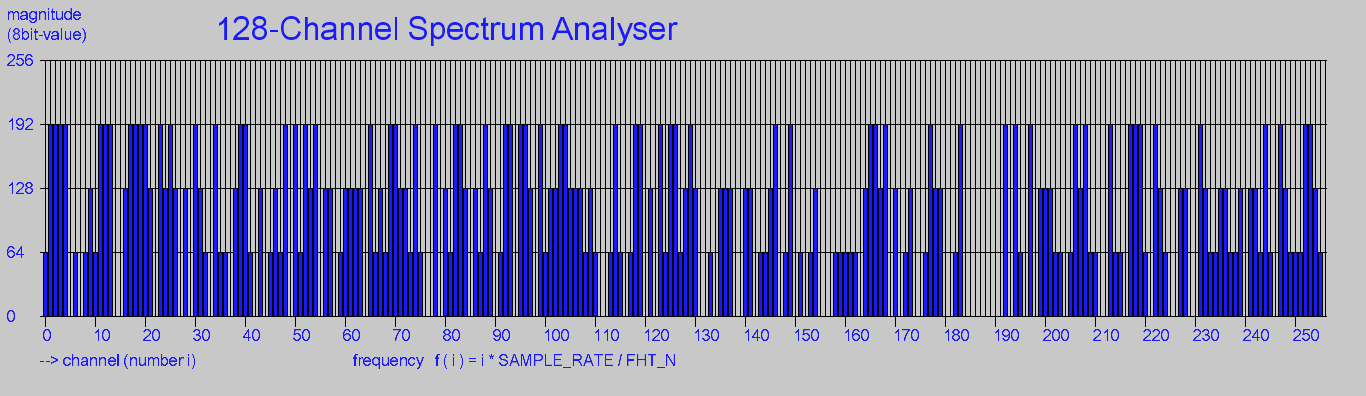 magnitude
(8bit-value)
128-Channel Spectrum Analyser
256
192
128
64
0
0 10 20 30 40 50 60 70 80 90 100 110 120 130 140 150 160 170 180 190 200 210 220 230 240 250
--> channel (number i)
frequency f ( i ) = i * SAMPLE_RATE / FHT_N